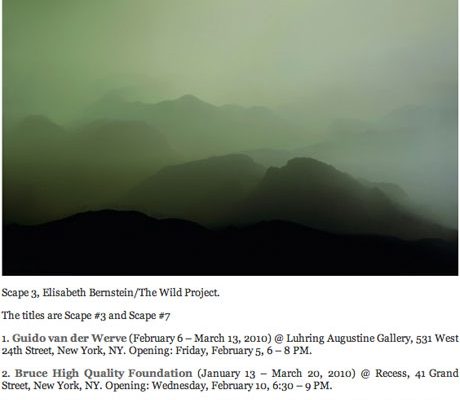 Scape 3, Elisabeth Bernstein/The Wild Project.
The titles are Scape #3 and Scape #7
1. Guido van der Werve (February 6 – March 13, 2010) @ Luhring Augustine Gallery, 531 West
24th Street, New York, NY. Opening: Friday, February 5, 6 – 8 PM.
2. Bruce High Quality Foundation (January 13 – March 20, 2010) @ Recess, 41 Grand
Street, New York, NY. Opening: Wednesday, February 10, 6:30 – 9 PM.